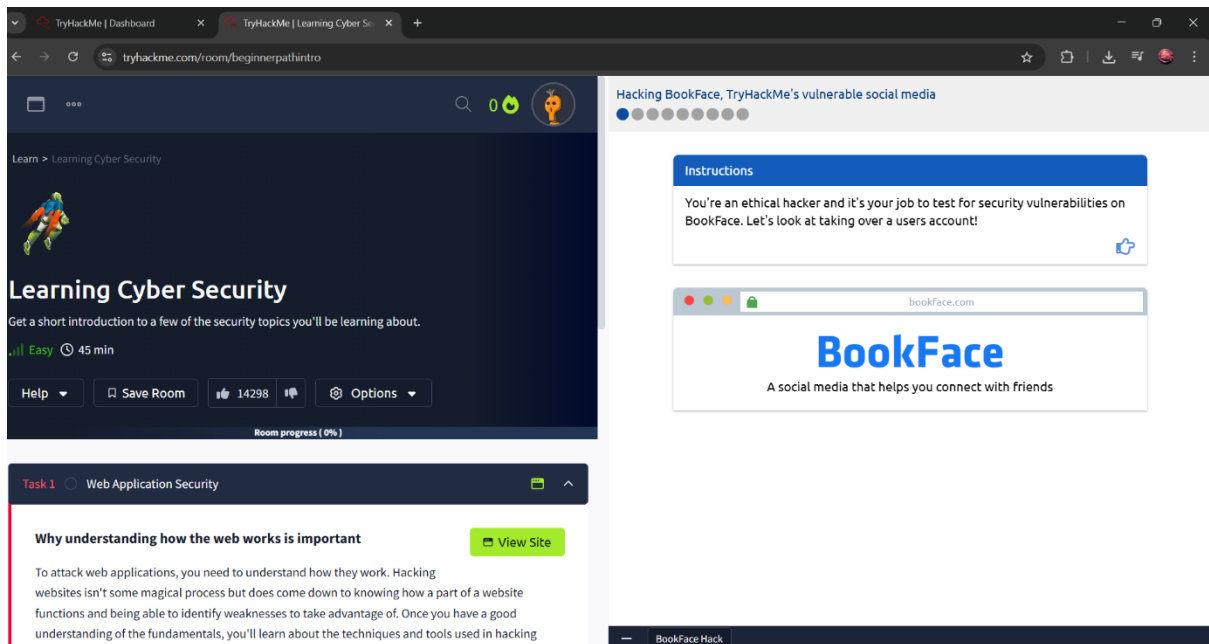 TryHackMe | Dashboard
TryHackMe | Learning Cyber Se
tryhackme.com/room/beginnerpathintro
0
Learn > Learning Cyber Security
Learning Cyber Security
Get a short introduction to a few of the security topics you'll be learning about.
Easy 45 min
Help Save Room 14298 Options
Room progress ( 0% )
Task 1 Web Application Security
Why understanding how the web works is important
View Site
To attack web applications, you need to understand how they work. Hacking
websites isn't some magical process but does come down to knowing how a part of a website
functions and being able to identify weaknesses to take advantage of. Once you have a good
understanding of the fundamentals, you'll learn about the techniques and tools used in hacking
Hacking BookFace, TryHackMe's vulnerable social media
Instructions
You're an ethical hacker and it's your job to test for security vulnerabilities on
BookFace. Let's look at taking over a users account!
bookface.com
BookFace
A social media that helps you connect with friends
BookFace Hack